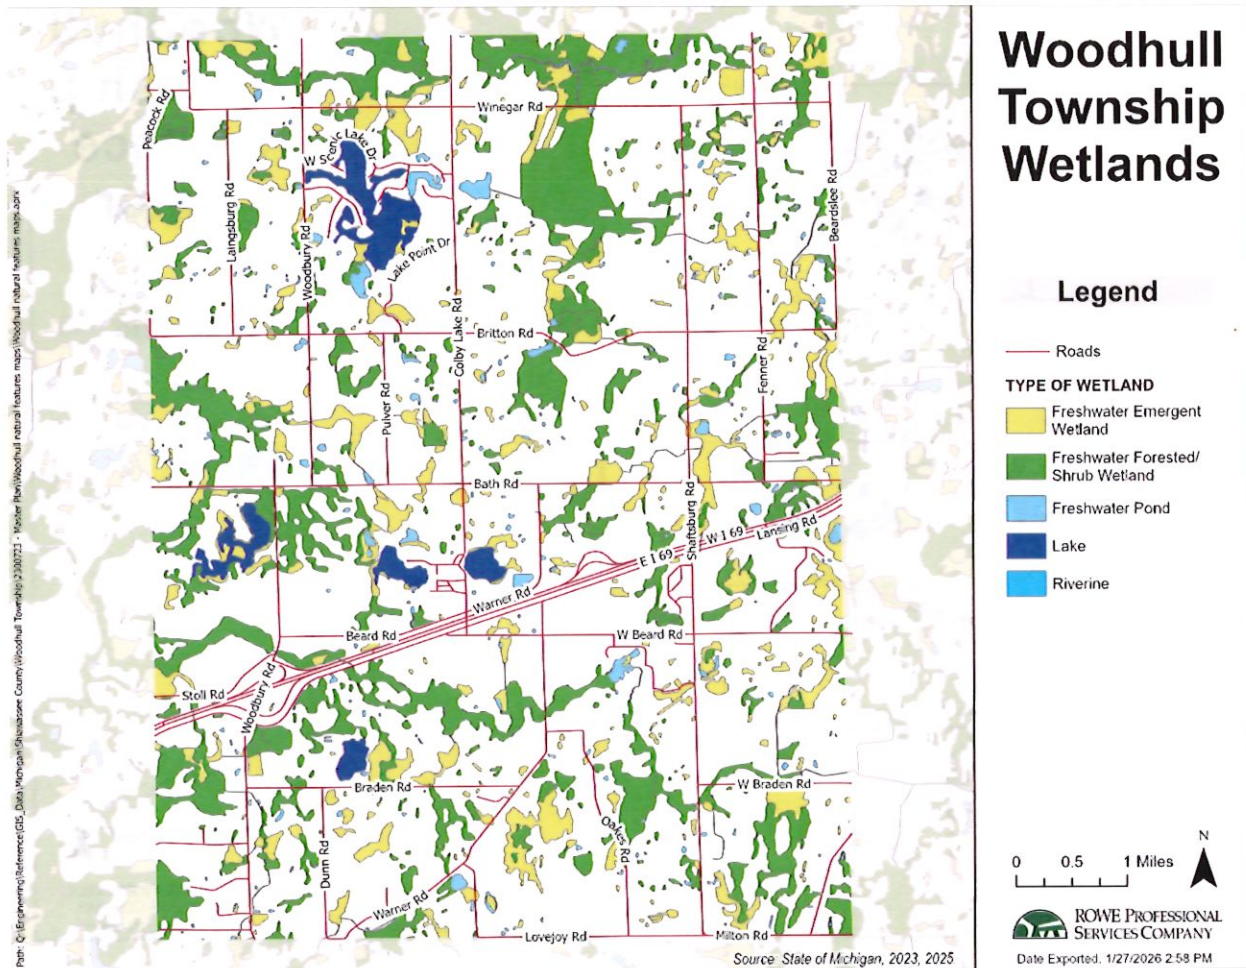 Woodhull
Township
Wetlands
Legend
Roads
TYPE OF WETLAND
Freshwater Emergent
Wetland
Freshwater Forested/
Shrub Wetland
Freshwater Pond
Lake
Riverine
0 0.5 1 Miles
N
ROWE PROFESSIONAL
SERVICES COMPANY
Date Exported: 1/27/2026 2:58 PM
Source: State of Michigan, 2023, 2025
Winegar Rd
Peacock Rd
W Scenic Lake Dr
Laingsburg Rd
Woodbury Rd
Lake Point Dr
Colby Lake Rd
Beardslee Rd
Britton Rd
Pulver Rd
Fenner Rd
Bath Rd
Shaftsburg Rd
E I 69
W I 69
Lansing Rd
Warner Rd
Beard Rd
W Beard Rd
Stoll Rd
Woodbury Rd
Braden Rd
W Braden Rd
Dunn Rd
Oakes Rd
Warner Rd
Lovejoy Rd
Milton Rd